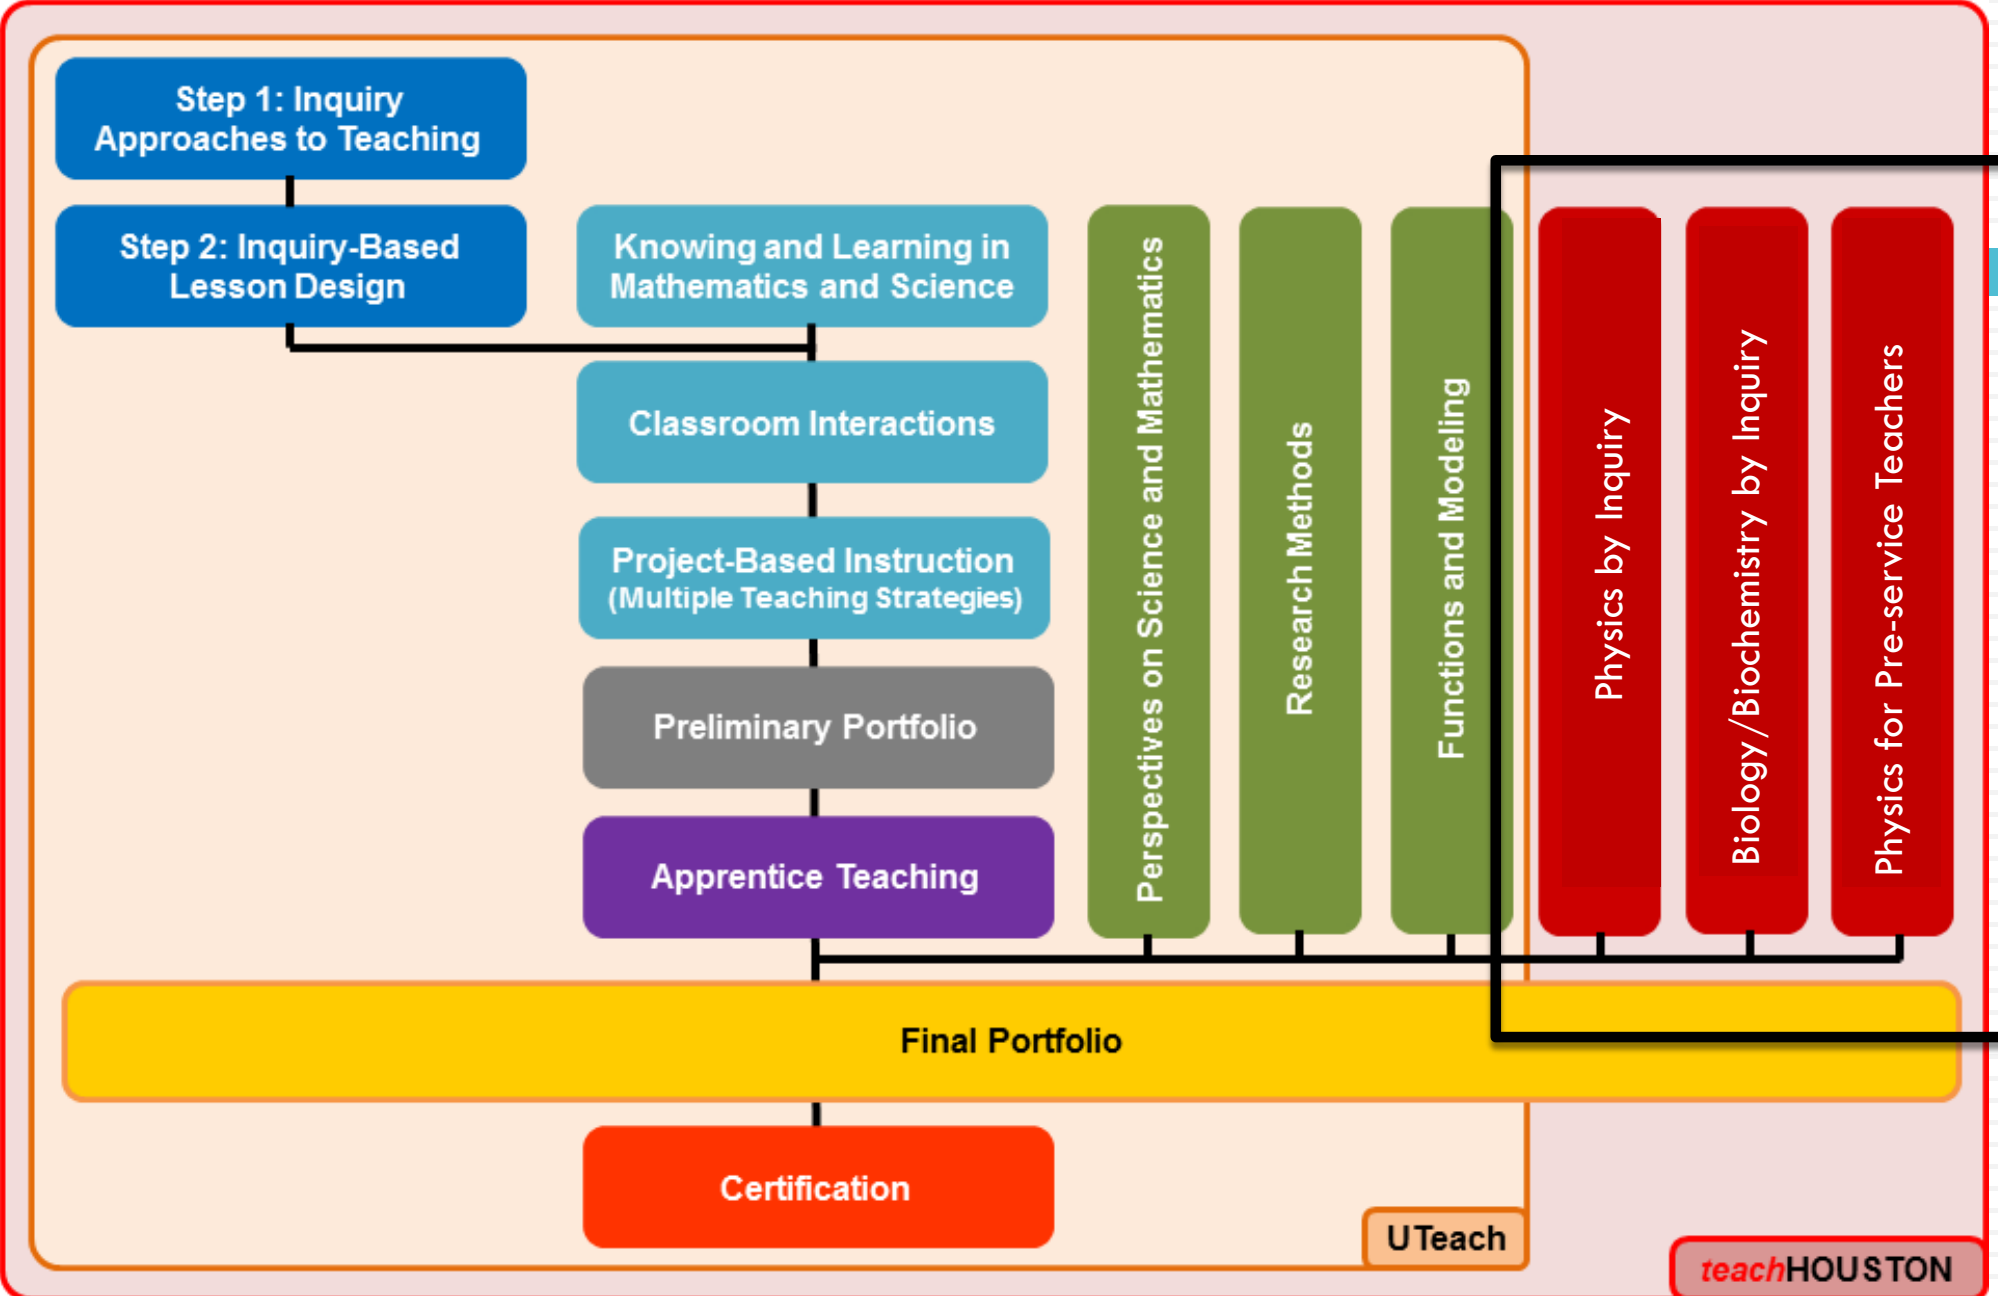 Step 1: Inquiry
Approaches to Teaching
Step 2: Inquiry-Based
Lesson Design
Knowing and Learning in
Mathematics and Science
Classroom Interactions
Project-Based Instruction
(Multiple Teaching Strategies)
Preliminary Portfolio
Apprentice Teaching
Perspectives on Science and Mathematics
Research Methods
Functions and Modeling
Physics by Inquiry
Biology/Biochemistry by Inquiry
Physics for Pre-service Teachers
Final Portfolio
Certification
UTeach
teachHOUSTON